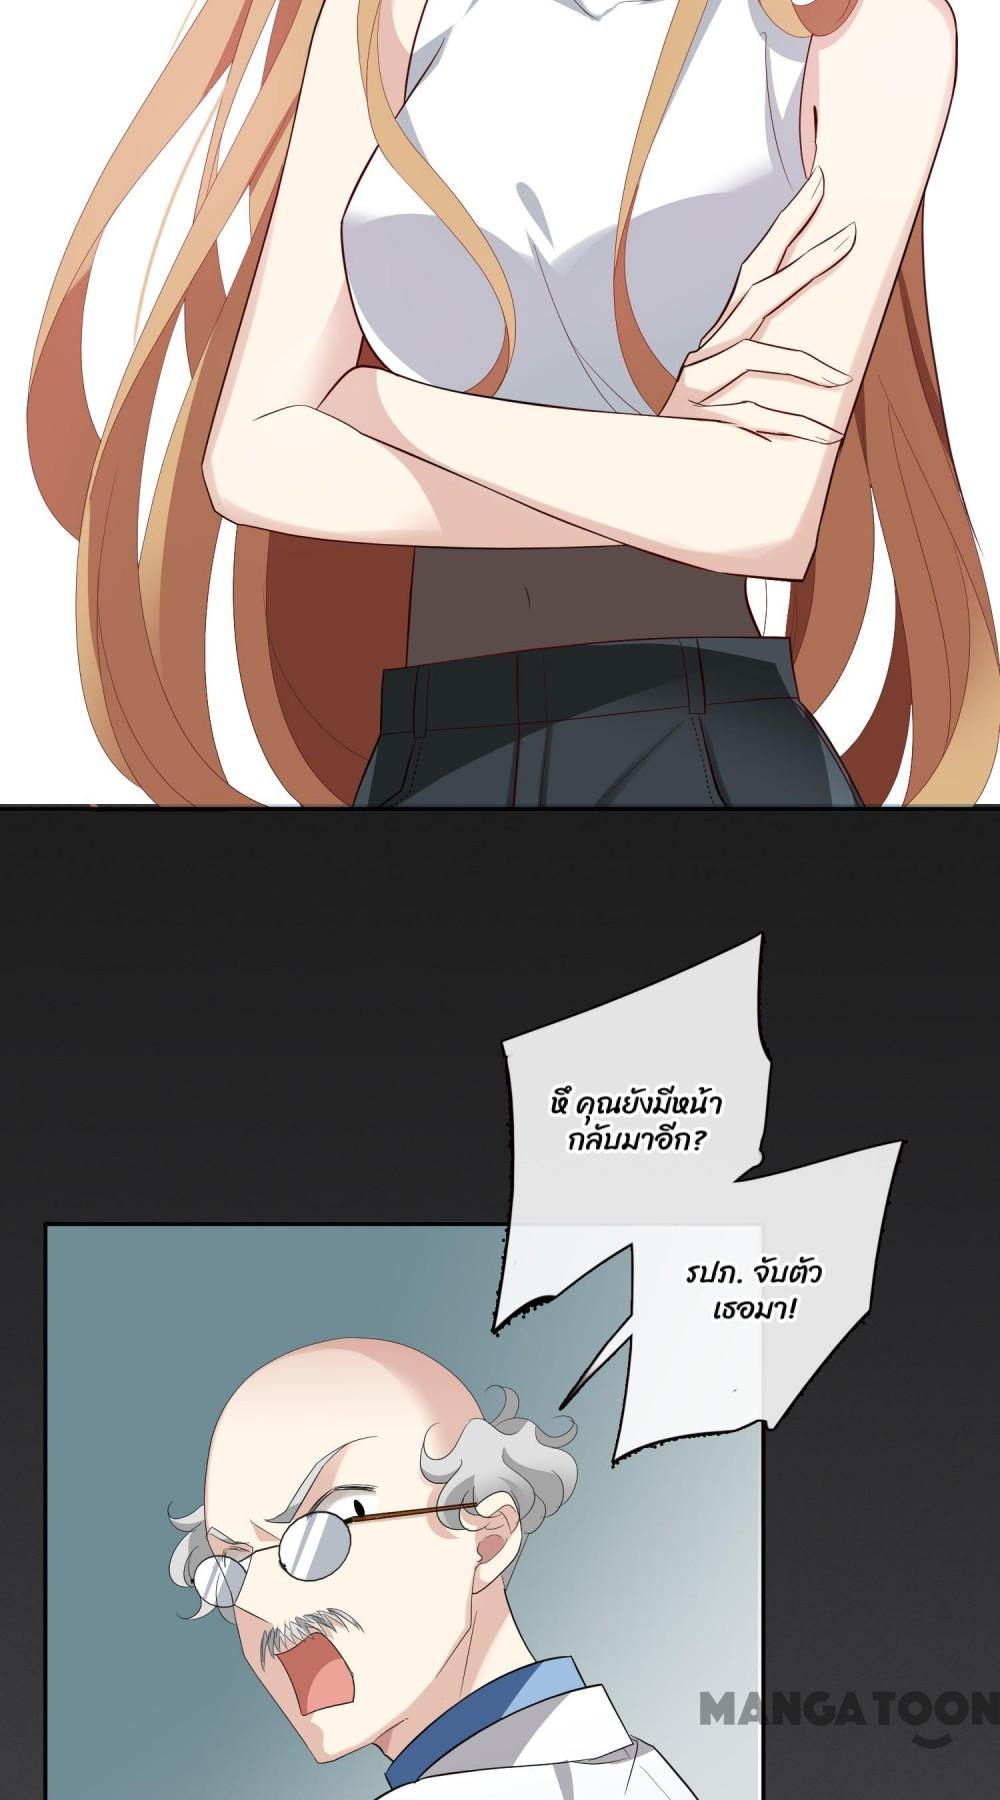 หึ คุณยังมีหน้า
กลับมาอีก?
รปภ. จับตัว
เธอมา!
MANGATOON